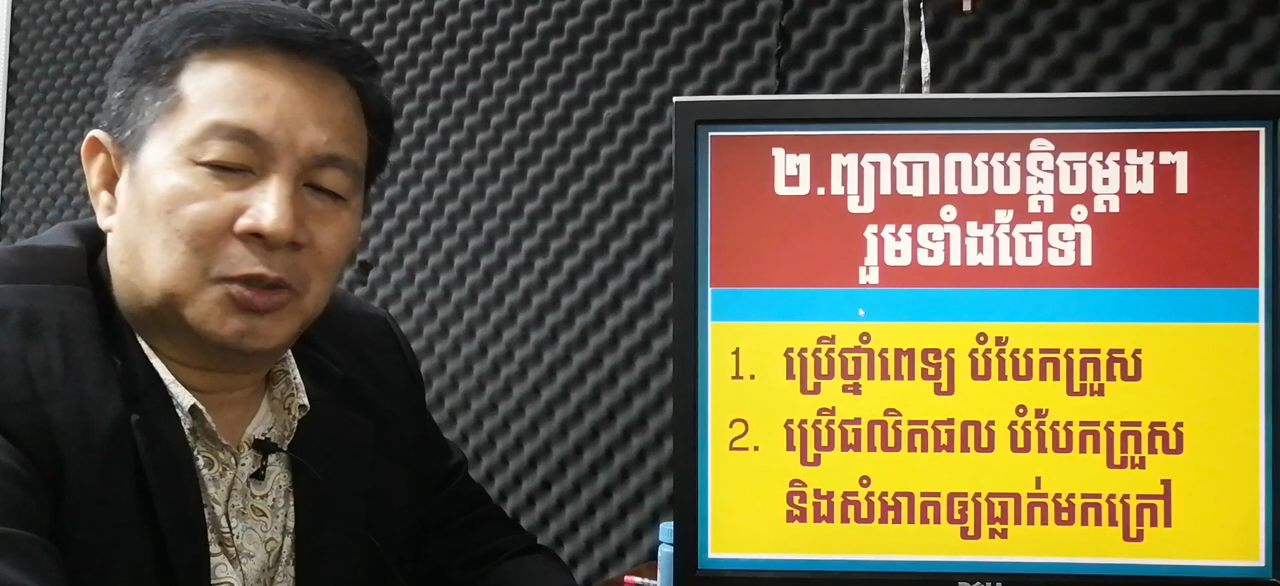 ២.ព្យាបាលបន្តិចម្តងៗ
រួមទាំងថែទាំ
1. ប្រើថ្នាំពេទ្យ បំបែកក្រួស
2. ប្រើផលិតផល បំបែកក្រួស
និងសំអាតឲ្យធ្លាក់មកក្រៅ